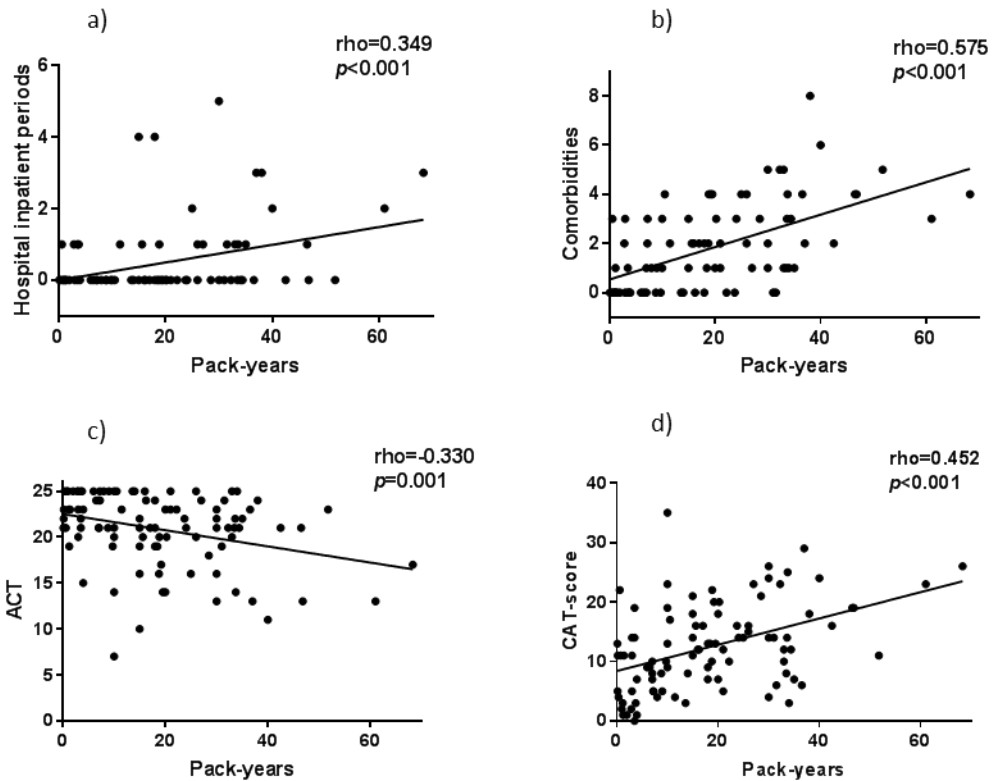 a)
rho=0.349
p<0.001
6
4
2
0
Hospital inpatient periods
0 20 40 60
Pack-years
b)
rho=0.575
p<0.001
8
6
4
2
0
Comorbidities
0 20 40 60
Pack-years
c)
rho=-0.330
p=0.001
25
20
15
10
5
0
ACT
0 20 40 60
Pack-years
d)
rho=0.452
p<0.001
40
30
20
10
0
CAT-score
0 20 40 60
Pack-years